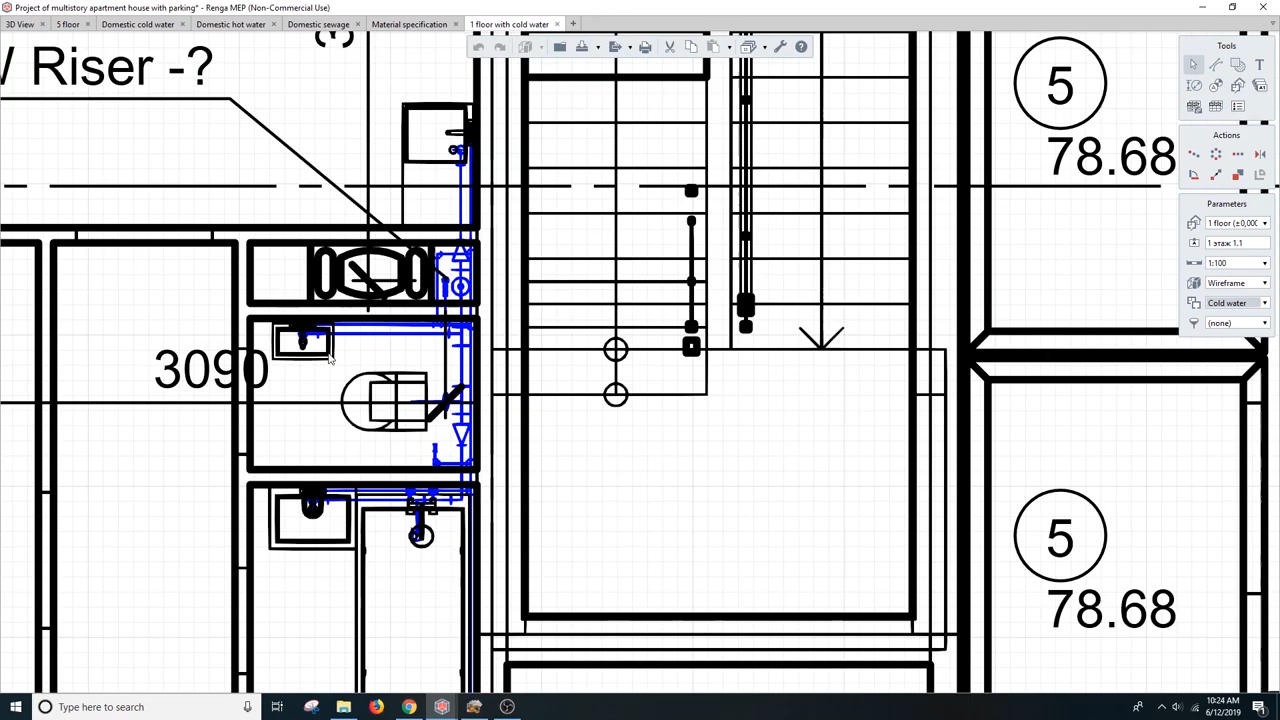 Project of multistory apartment house with parking* - Renga MEP (Non-Commercial Use)
3D View
5 floor
Domestic cold water
Domestic hot water
Domestic sewage
Material specification
1 floor with cold water
Riser -?
3090
5
78.68
5
78.68
Tools
Actions
Parameters
1 floor (±0,00
1 этаж 1.1
1:100
Wireframe
Cold water
(none)
Type here to search
10:24 AM
6/12/2019